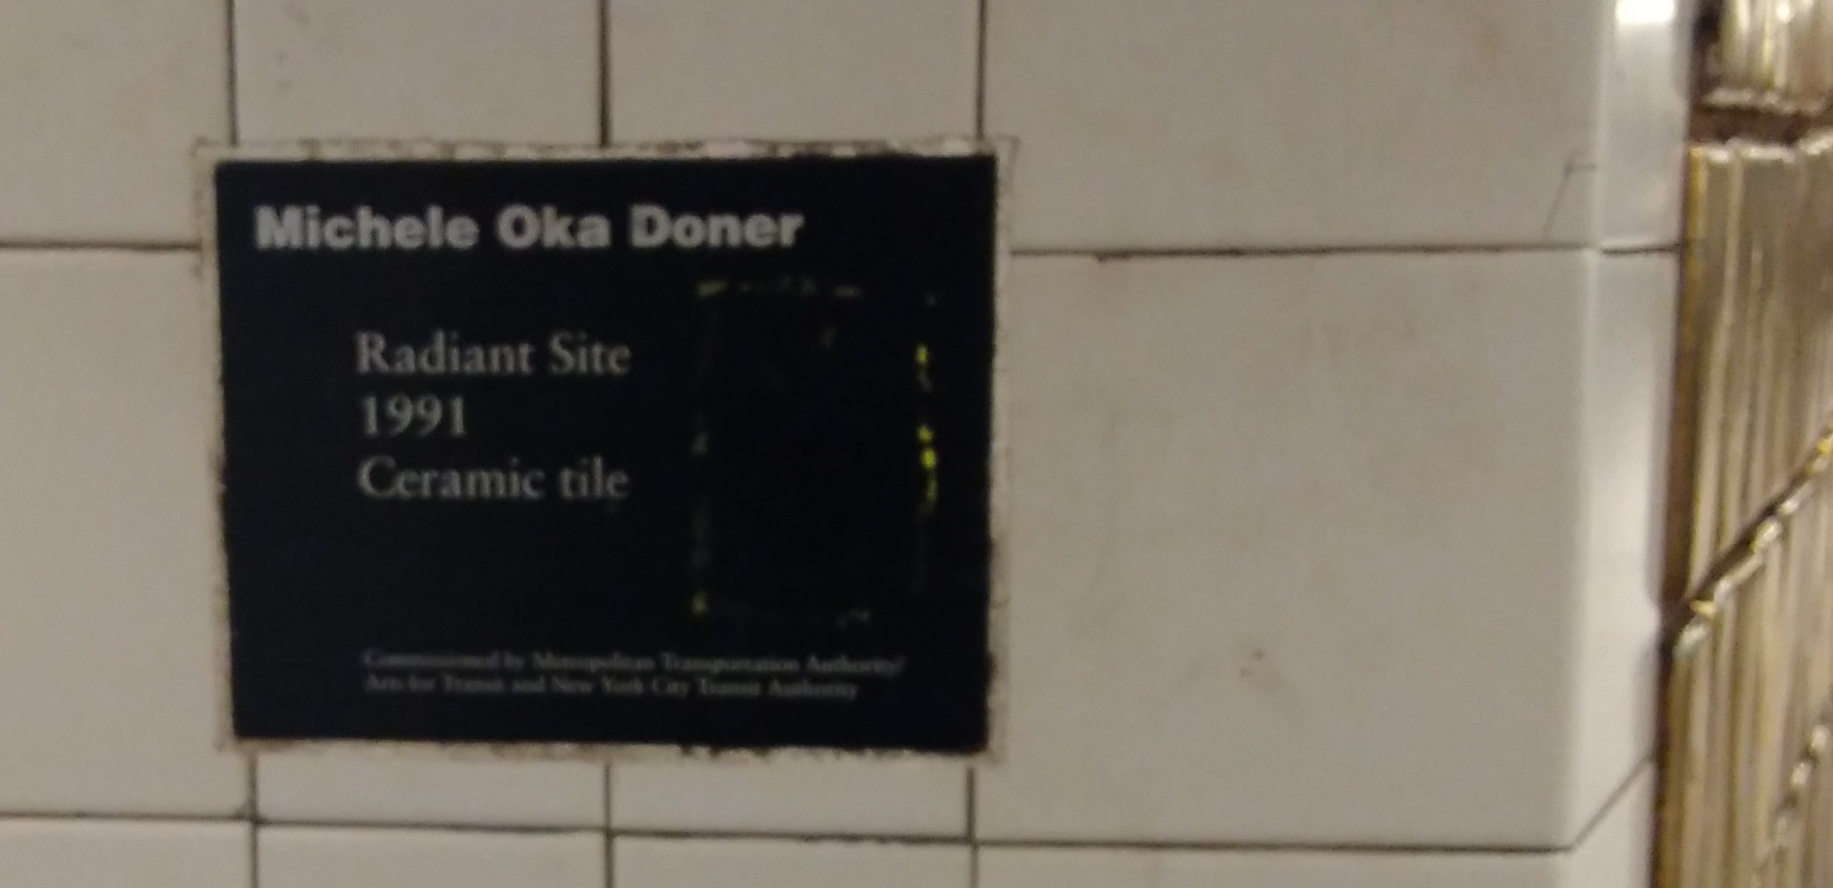 Michele Oka Doner
Radiant Site
1991
Ceramic tile
Commissioned by Metropolitan Transportation Authority/
Arts for Transit and New York City Transit Authority